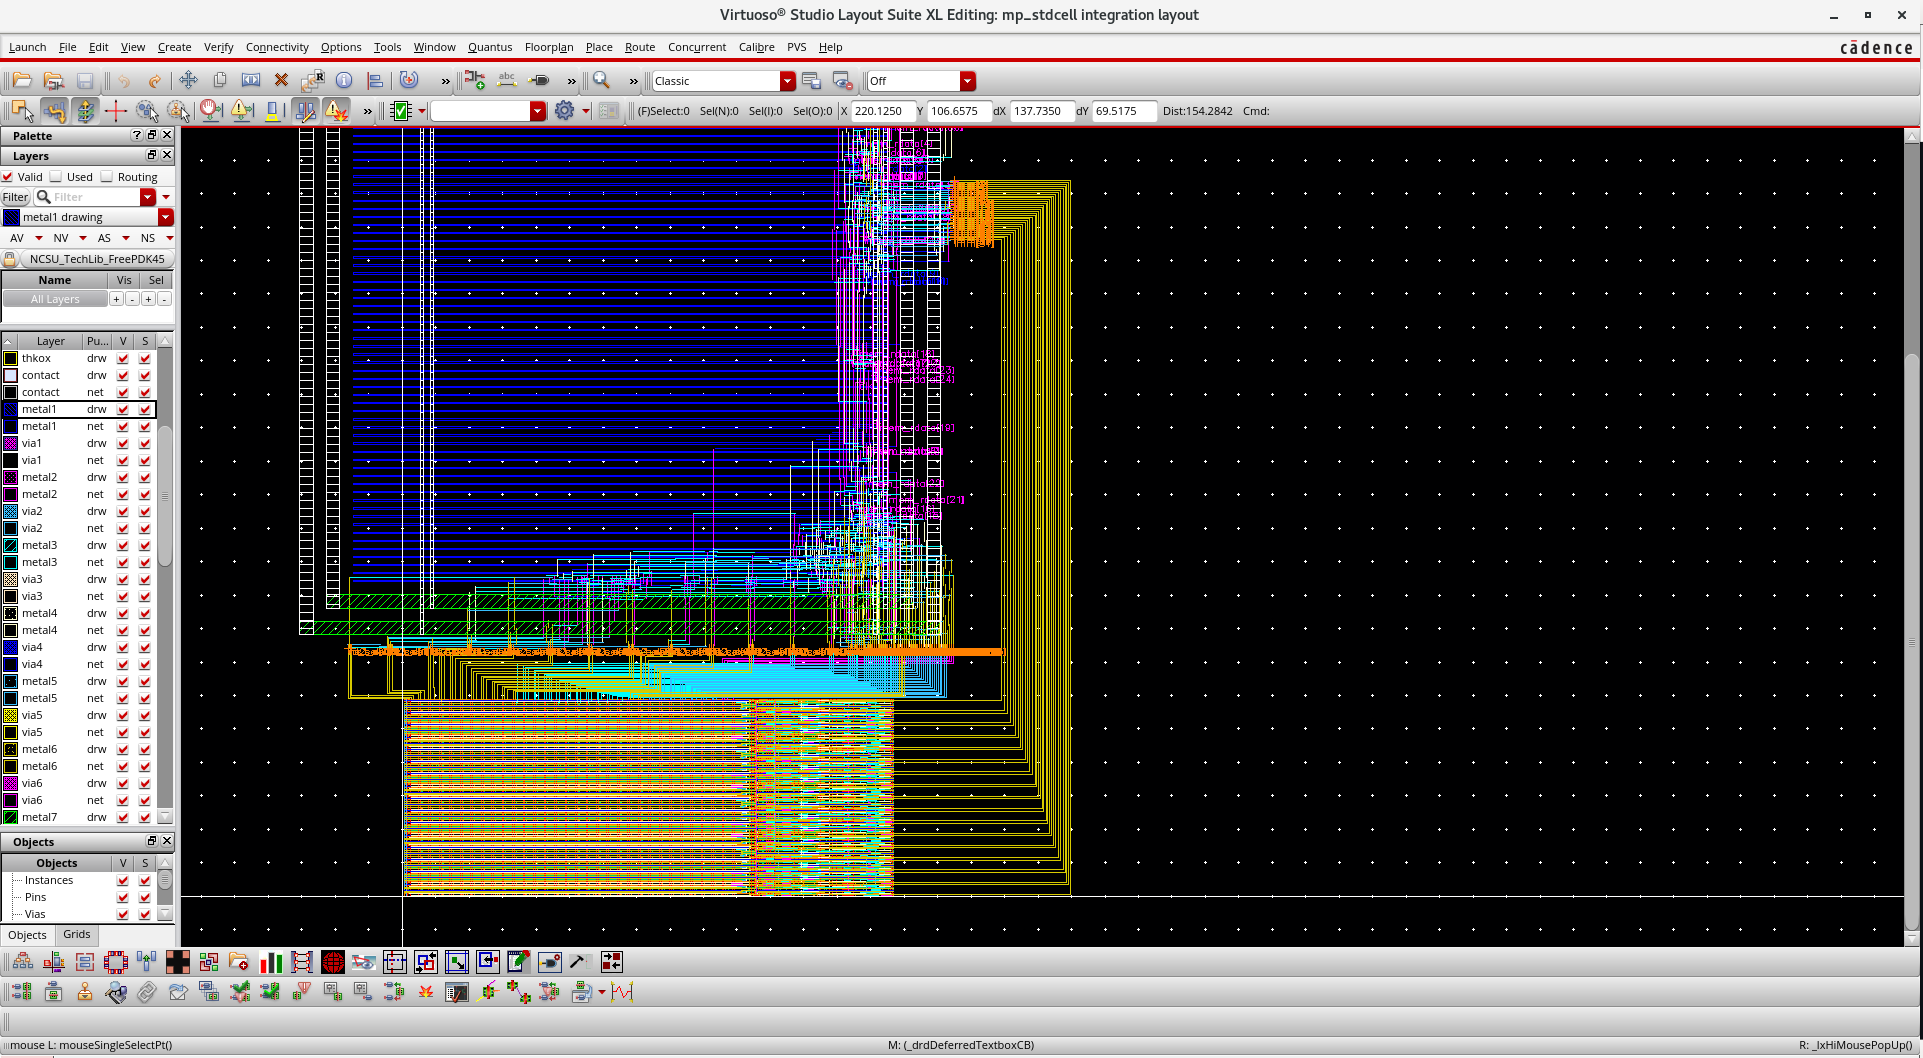 Virtuoso® Studio Layout Suite XL Editing: mp_stdcell integration layout
Launch File Edit View Create Verify Connectivity Options Tools Window Quantus Floorplan Place Route Concurrent Calibre PVS Help
cādence
» » » Classic Off
» (F)Select:0 Sel(N):0 Sel(I):0 Sel(O):0 X 220.1250 Y 106.6575 dX 137.7350 dY 69.5175 Dist:154.2842 Cmd:
Palette
Layers
Valid Used Routing
Filter Filter
metal1 drawing
AV NV AS NS
NCSU_TechLib_FreePDK45
Name Vis Sel
All Layers + - + -
Layer Pu... V S
thkox drw
contact drw
contact net
metal1 drw
metal1 net
via1 drw
via1 net
metal2 drw
metal2 net
via2 drw
via2 net
metal3 drw
metal3 net
via3 drw
via3 net
metal4 drw
metal4 net
via4 drw
via4 net
metal5 drw
metal5 net
via5 drw
via5 net
metal6 drw
metal6 net
via6 drw
via6 net
metal7 drw
Objects
Objects V S
Instances
Pins
Vias
Objects Grids
mouse L: mouseSingleSelectPt() M: (_drdDeferredTextboxCB) R: _lxHiMousePopUp()